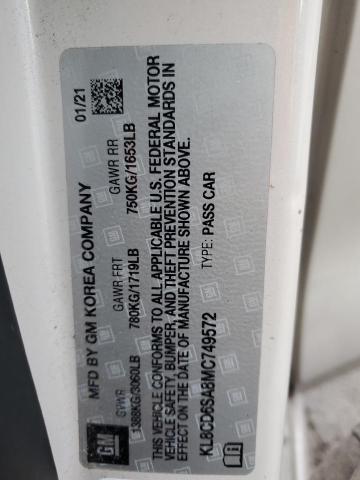 MFD BY GM KOREA COMPANY 01/21
GVWR GAWR FRT GAWR RR
1388KG/3060LB 780KG/1719LB 750KG/1653LB
THIS VEHICLE CONFORMS TO ALL APPLICABLE U.S. FEDERAL MOTOR
VEHICLE SAFETY, BUMPER, AND THEFT PREVENTION STANDARDS IN
EFFECT ON THE DATE OF MANUFACTURE SHOWN ABOVE.
KL8CD6SA8MC749572 TYPE: PASS CAR
GM